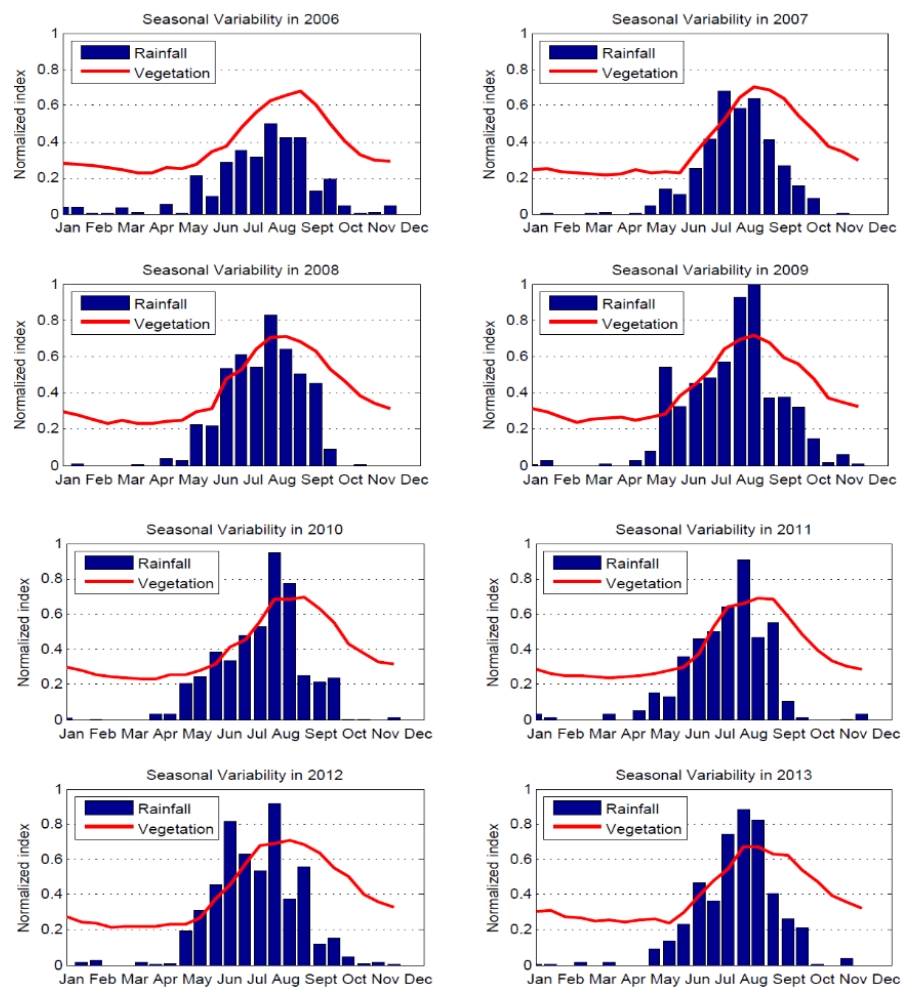 Seasonal Variability in 2006
Normalized index
1
0.8
0.6
0.4
0.2
0
Rainfall
Vegetation
Jan Feb Mar Apr May Jun Jul Aug Sept Oct Nov Dec
Seasonal Variability in 2007
Normalized index
1
0.8
0.6
0.4
0.2
0
Rainfall
Vegetation
Jan Feb Mar Apr May Jun Jul Aug Sept Oct Nov Dec
Seasonal Variability in 2008
Normalized index
1
0.8
0.6
0.4
0.2
0
Rainfall
Vegetation
Jan Feb Mar Apr May Jun Jul Aug Sept Oct Nov Dec
Seasonal Variability in 2009
Normalized index
1
0.8
0.6
0.4
0.2
0
Rainfall
Vegetation
Jan Feb Mar Apr May Jun Jul Aug Sept Oct Nov Dec
Seasonal Variability in 2010
Normalized index
1
0.8
0.6
0.4
0.2
0
Rainfall
Vegetation
Jan Feb Mar Apr May Jun Jul Aug Sept Oct Nov Dec
Seasonal Variability in 2011
Normalized index
1
0.8
0.6
0.4
0.2
0
Rainfall
Vegetation
Jan Feb Mar Apr May Jun Jul Aug Sept Oct Nov Dec
Seasonal Variability in 2012
Normalized index
1
0.8
0.6
0.4
0.2
0
Rainfall
Vegetation
Jan Feb Mar Apr May Jun Jul Aug Sept Oct Nov Dec
Seasonal Variability in 2013
Normalized index
1
0.8
0.6
0.4
0.2
0
Rainfall
Vegetation
Jan Feb Mar Apr May Jun Jul Aug Sept Oct Nov Dec